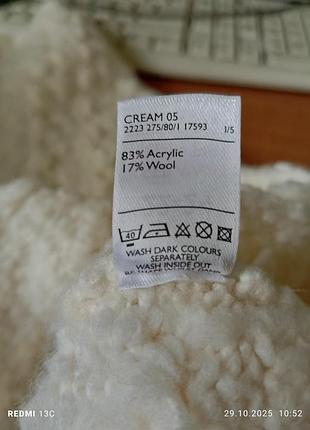 CREAM 05
2223 275/80/1 17593 1/5
83% Acrylic
17% Wool
40
WASH DARK COLOURS
SEPARATELY
WASH INSIDE OUT
REDMI 13C 29.10.2025 10:52